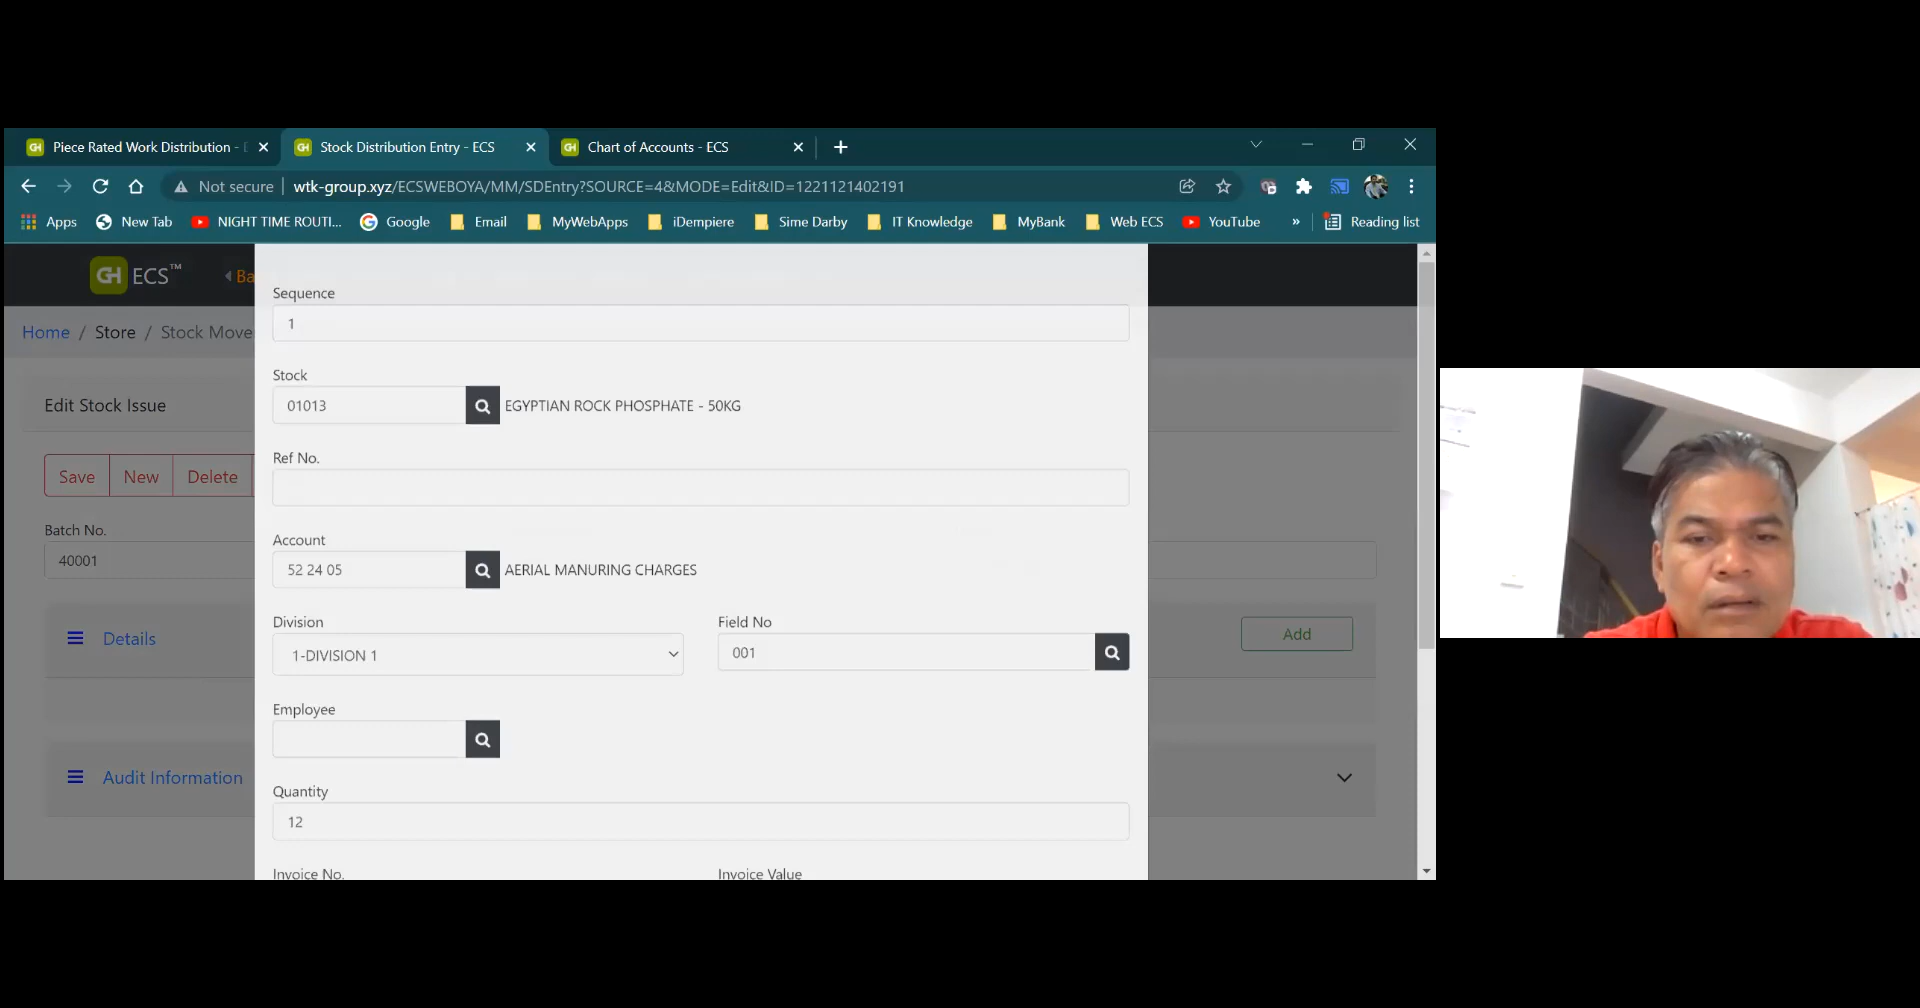 Piece Rated Work Distribution - E
Stock Distribution Entry - ECS
Chart of Accounts - ECS
Not secure wtk-group.xyz/ECSWEBOYA/MM/SDEntry?SOURCE=4&MODE=Edit&ID=1221121402191
Apps New Tab NIGHT TIME ROUTI... Google Email MyWebApps iDempiere Sime Darby IT Knowledge MyBank Web ECS YouTube » Reading list
GH ECS™ Ba
Home / Store / Stock Move
Edit Stock Issue
Save New Delete
Batch No.
40001
Details
Audit Information
Sequence
1
Stock
01013 EGYPTIAN ROCK PHOSPHATE - 50KG
Ref No.
Account
52 24 05 AERIAL MANURING CHARGES
Division Field No
1-DIVISION 1 001
Employee
Quantity
12
Invoice No. Invoice Value
Add